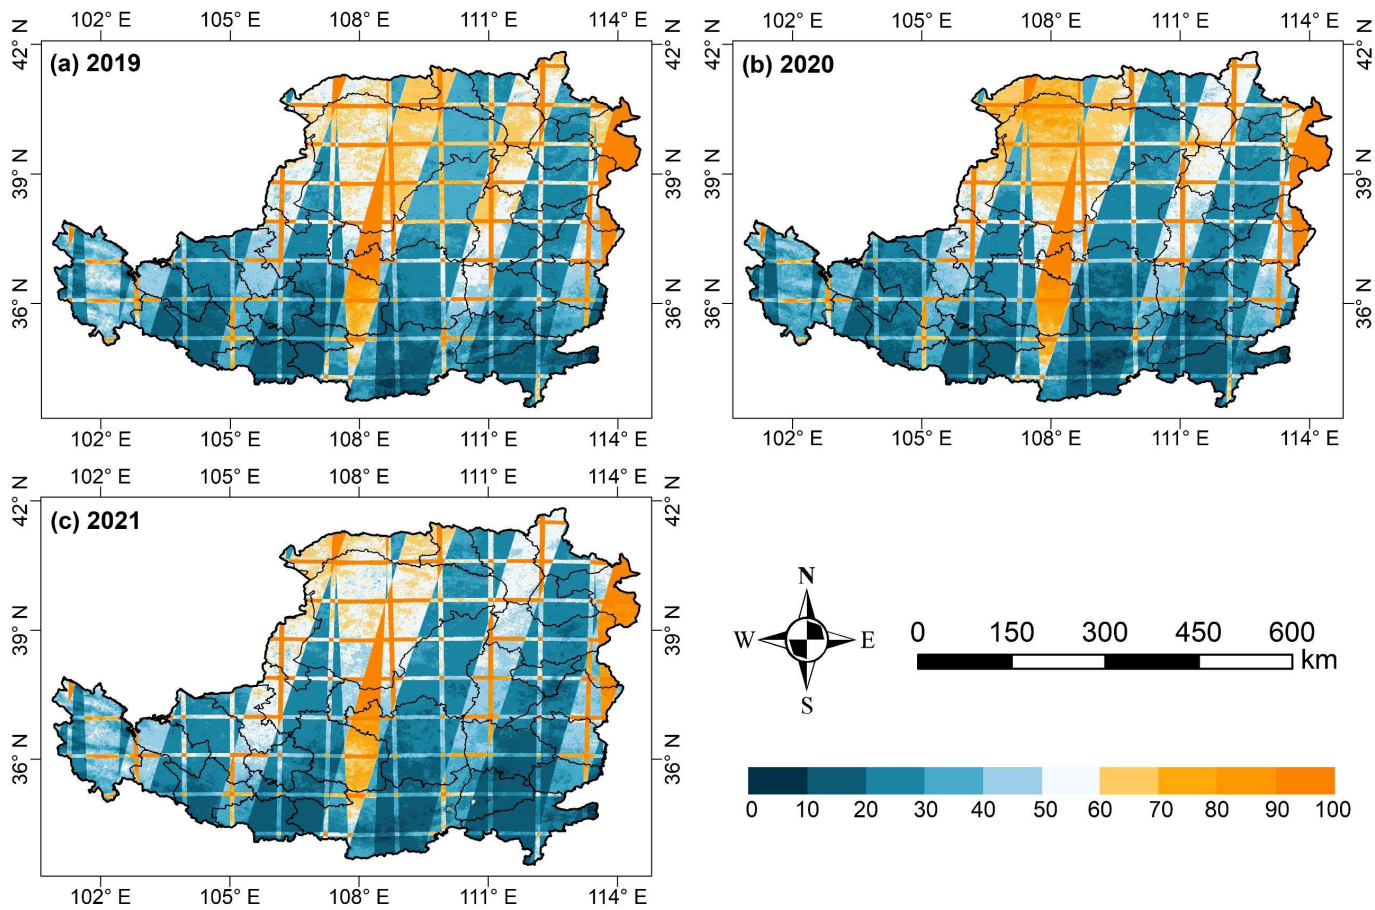 102° E 105° E 108° E 111° E 114° E 102° E 105° E 108° E 111° E 114° E
42° N 42° N 42° N 42° N
(a) 2019 (b) 2020
39° N 39° N 39° N 39° N
36° N 36° N 36° N 36° N
102° E 105° E 108° E 111° E 114° E 102° E 105° E 108° E 111° E 114° E
102° E 105° E 108° E 111° E 114° E
42° N 42° N
(c) 2021
N
W E
S
0 150 300 450 600
km
39° N 39° N
36° N 36° N
0 10 20 30 40 50 60 70 80 90 100
102° E 105° E 108° E 111° E 114° E